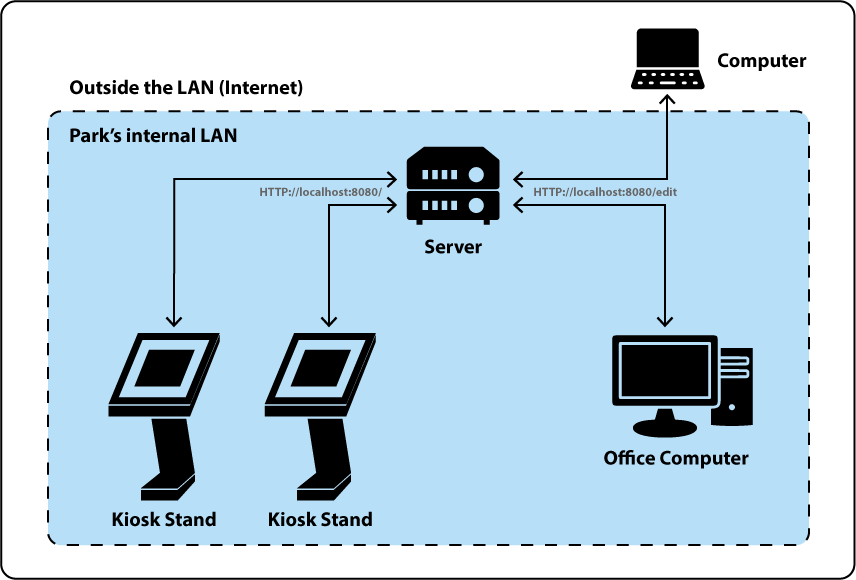 Computer
Outside the LAN (Internet)
Park's internal LAN
HTTP://localhost:8080/
HTTP://localhost:8080/edit
Server
Office Computer
Kiosk Stand
Kiosk Stand